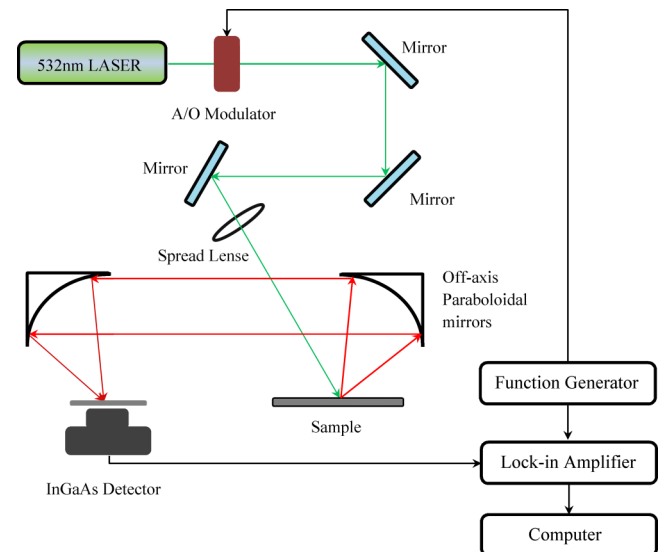 Mirror
532nm LASER
A/O Modulator
Mirror
Mirror
Spread Lense
Off-axis
Paraboloidal
mirrors
Function Generator
Sample
Lock-in Amplifier
InGaAs Detector
Computer